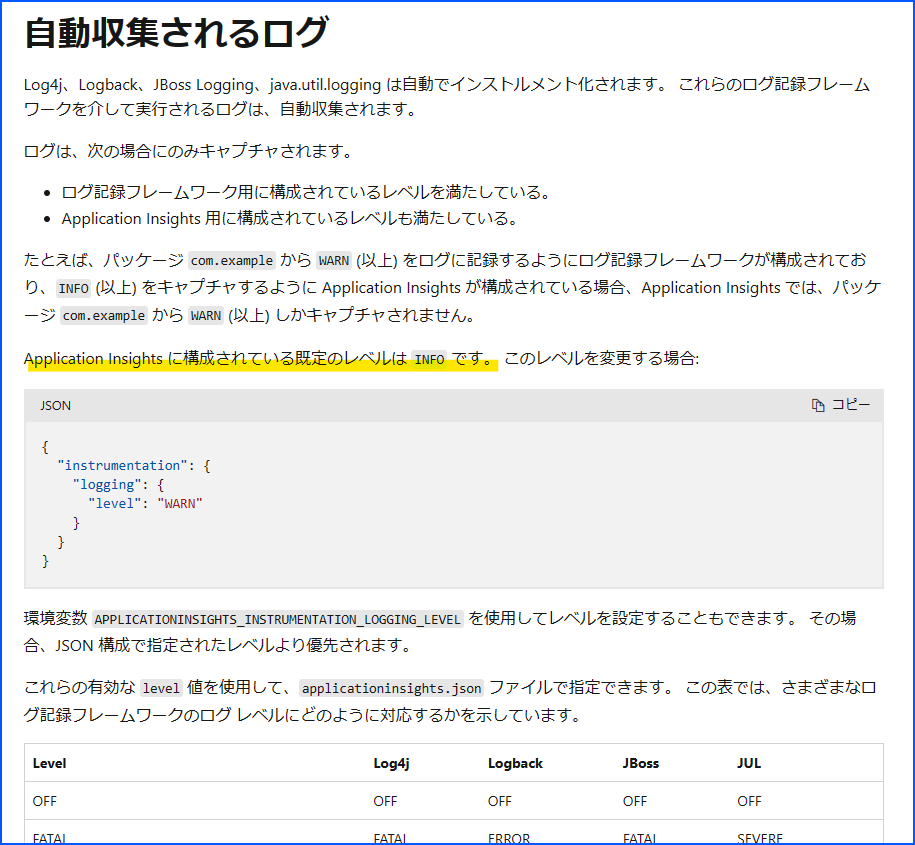 自動収集されるログ
Log4j、Logback、JBoss Logging、java.util.logging は自動でインストルメント化されます。 これらのログ記録フレーム
ワークを介して実行されるログは、自動収集されます。
ログは、次の場合にのみキャプチャされます。
• ログ記録フレームワーク用に構成されているレベルを満たしている。
• Application Insights 用に構成されているレベルも満たしている。
たとえば、パッケージ com.example から WARN (以上) をログに記録するようにログ記録フレームワークが構成されてお
り、INFO (以上) をキャプチャするように Application Insights が構成されている場合、Application Insights では、パッケ
ージ com.example から WARN (以上) しかキャプチャされません。
Application Insights に構成されている既定のレベルは INFO です。 このレベルを変更する場合:
JSON コピー
{
"instrumentation": {
"logging": {
"level": "WARN"
}
}
}
環境変数 APPLICATIONINSIGHTS_INSTRUMENTATION_LOGGING_LEVEL を使用してレベルを設定することもできます。 その場
合、JSON 構成で指定されたレベルより優先されます。
これらの有効な level 値を使用して、applicationinsights.json ファイルで指定できます。 この表では、さまざまなロ
グ記録フレームワークのログ レベルにどのように対応するかを示しています。
Level Log4j Logback JBoss JUL
OFF OFF OFF OFF OFF
FATAL FATAL ERROR FATAL SEVERE